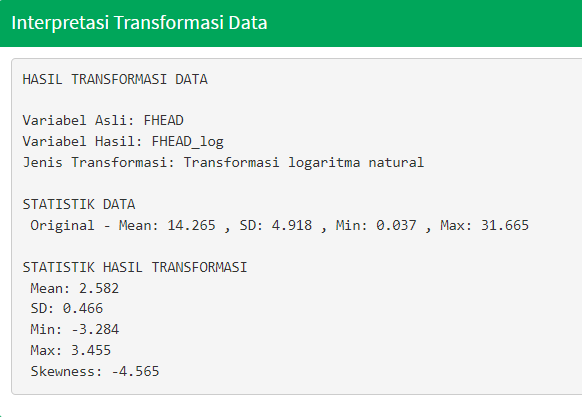 Interpretasi Transformasi Data
HASIL TRANSFORMASI DATA
Variabel Asli: FHEAD
Variabel Hasil: FHEAD_log
Jenis Transformasi: Transformasi logaritma natural
STATISTIK DATA
Original - Mean: 14.265 , SD: 4.918 , Min: 0.037 , Max: 31.665
STATISTIK HASIL TRANSFORMASI
Mean: 2.582
SD: 0.466
Min: -3.284
Max: 3.455
Skewness: -4.565